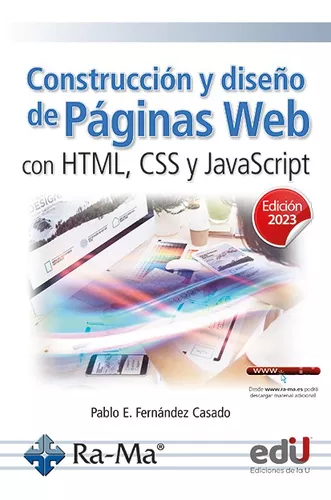 Construcción y diseño
de Páginas Web
con HTML, CSS y JavaScript
Edición
2023
www.
Desde www.ra-ma.es podrá
descargar material adicional.
Pablo E. Fernández Casado
Ra-Ma®
ediU
Ediciones de la U